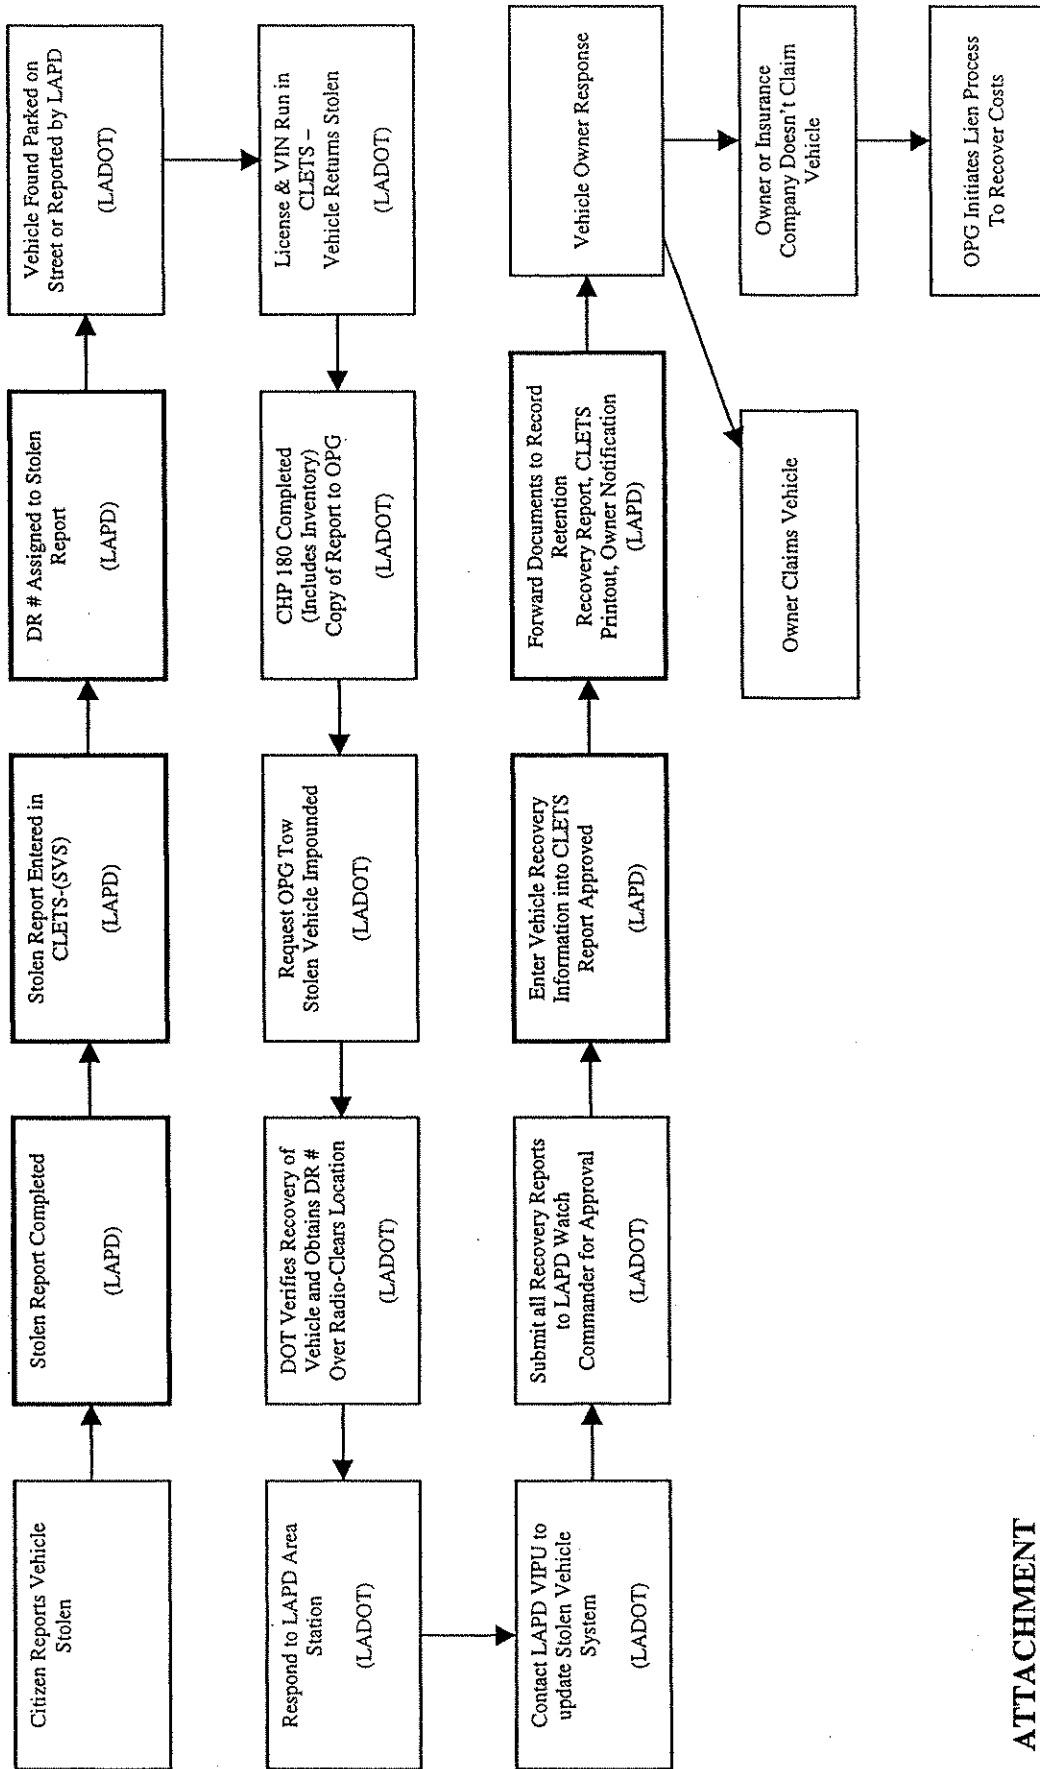 Citizen Reports Vehicle
Stolen
Stolen Report Completed
(LAPD)
Stolen Report Entered in
CLETS-(SVS)
(LAPD)
DR # Assigned to Stolen
Report
(LAPD)
Vehicle Found Parked on
Street or Reported by LAPD
(LADOT)
License & VIN Run in
CLETS –
Vehicle Returns Stolen
(LADOT)
CHP 180 Completed
(Includes Inventory)
Copy of Report to OPG
(LADOT)
Request OPG Tow
Stolen Vehicle Impounded
(LADOT)
DOT Verifies Recovery of
Vehicle and Obtains DR #
Over Radio-Clears Location
(LADOT)
Respond to LAPD Area
Station
(LADOT)
Contact LAPD VIPU to
update Stolen Vehicle
System
(LADOT)
Submit all Recovery Reports
to LAPD Watch
Commander for Approval
(LADOT)
Enter Vehicle Recovery
Information into CLETS
Report Approved
(LAPD)
Forward Documents to Record
Retention
Recovery Report, CLETS
Printout, Owner Notification
(LAPD)
Vehicle Owner Response
Owner Claims Vehicle
Owner or Insurance
Company Doesn't Claim
Vehicle
OPG Initiates Lien Process
To Recover Costs
ATTACHMENT